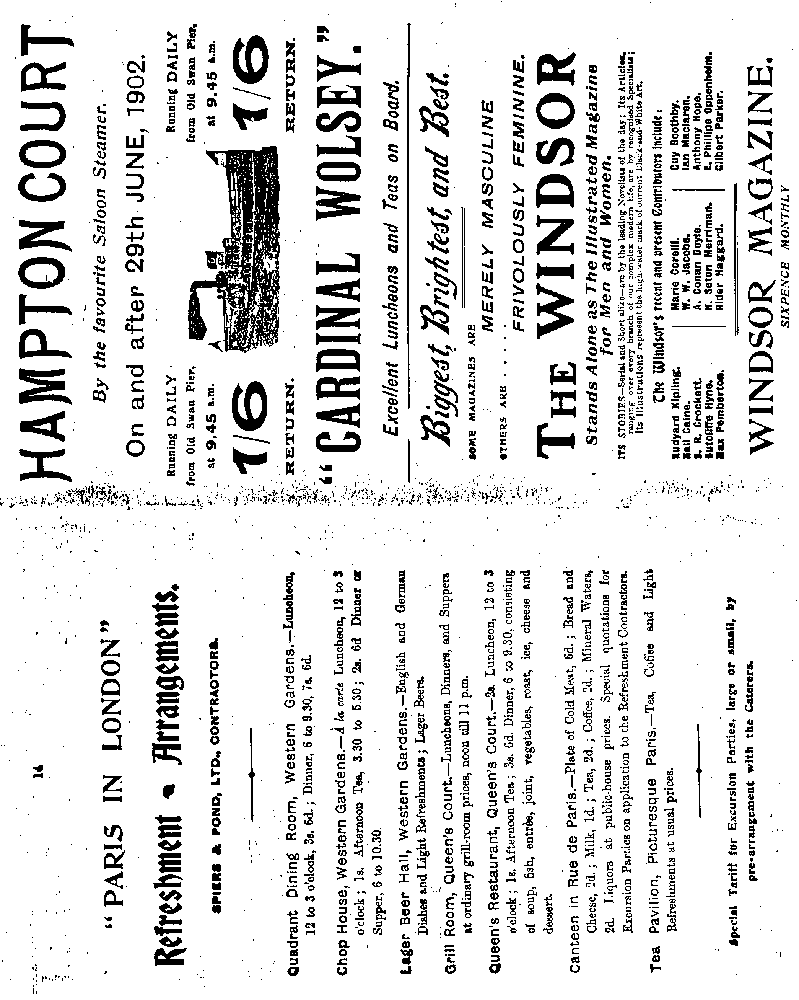 14
“PARIS IN LONDON”
Refreshment Arrangements.
SPIERS & POND, LTD., CONTRACTORS.
Quadrant Dining Room, Western Gardens.—Luncheon,
12 to 3 o'clock, 3s. 6d.; Dinner, 6 to 9.30, 7s. 6d.
Chop House, Western Gardens.—À la carte Luncheon, 12 to 3
o'clock; 1s. Afternoon Tea, 3.30 to 5.30; 2s. 6d Dinner or
Supper, 6 to 10.30
Lager Beer Hall, Western Gardens.—English and German
Dishes and Light Refreshments; Lager Beers.
Grill Room, Queen's Court.—Luncheons, Dinners, and Suppers
at ordinary grill-room prices, noon till 11 p.m.
Queen's Restaurant, Queen's Court.—2s. Luncheon, 12 to 3
o'clock; 1s. Afternoon Tea; 3s. 6d. Dinner, 6 to 9.30, consisting
of soup, fish, entrèe, joint, vegetables, roast, ice, cheese and
dessert.
Canteen in Rue de Paris.—Plate of Cold Meat, 6d.; Bread and
Cheese, 2d.; Milk, 1d.; Tea, 2d.; Coffee, 2d.; Mineral Waters,
2d. Liquors at public-house prices. Special quotations for
Excursion Parties on application to the Refreshment Contractors.
Tea Pavilion, Picturesque Paris.—Tea, Coffee and Light
Refreshments at usual prices.
Special Tariff for Excursion Parties, large or small, by
pre-arrangement with the Caterers.
HAMPTON COURT
By the favourite Saloon Steamer.
On and after 29th JUNE, 1902.
Running DAILY
from Old Swan Pier,
at 9.45 a.m.
1/6
RETURN.
Running DAILY
from Old Swan Pier,
at 9.45 a.m.
1/6
RETURN.
“CARDINAL WOLSEY.”
Excellent Luncheons and Teas on Board.
Biggest, Brightest, and Best.
SOME MAGAZINES ARE
MERELY MASCULINE
OTHERS ARE . . . . .
FRIVOLOUSLY FEMININE.
THE WINDSOR
Stands Alone as The Illustrated Magazine
for Men and Women.
ITS STORIES—Serial and Short alike—are by the leading Novelists of the day; Its Articles,
ranging over every branch of our complex modern life, are by recognised Specialists;
Its Illustrations represent the high-water mark of current Black-and-White Art.
The Windsor's recent and present Contributors include:
Rudyard Kipling.
Hall Caine.
S. R. Crockett.
Sutcliffe Hyne.
Max Pemberton.
Marie Corelli.
W. W. Jacobs.
A. Conan Doyle.
H. Seton Merriman.
Rider Haggard.
Guy Boothby.
Ian Maclaren.
Anthony Hope.
E. Phillips Oppenheim.
Gilbert Parker.
WINDSOR MAGAZINE.
SIXPENCE MONTHLY